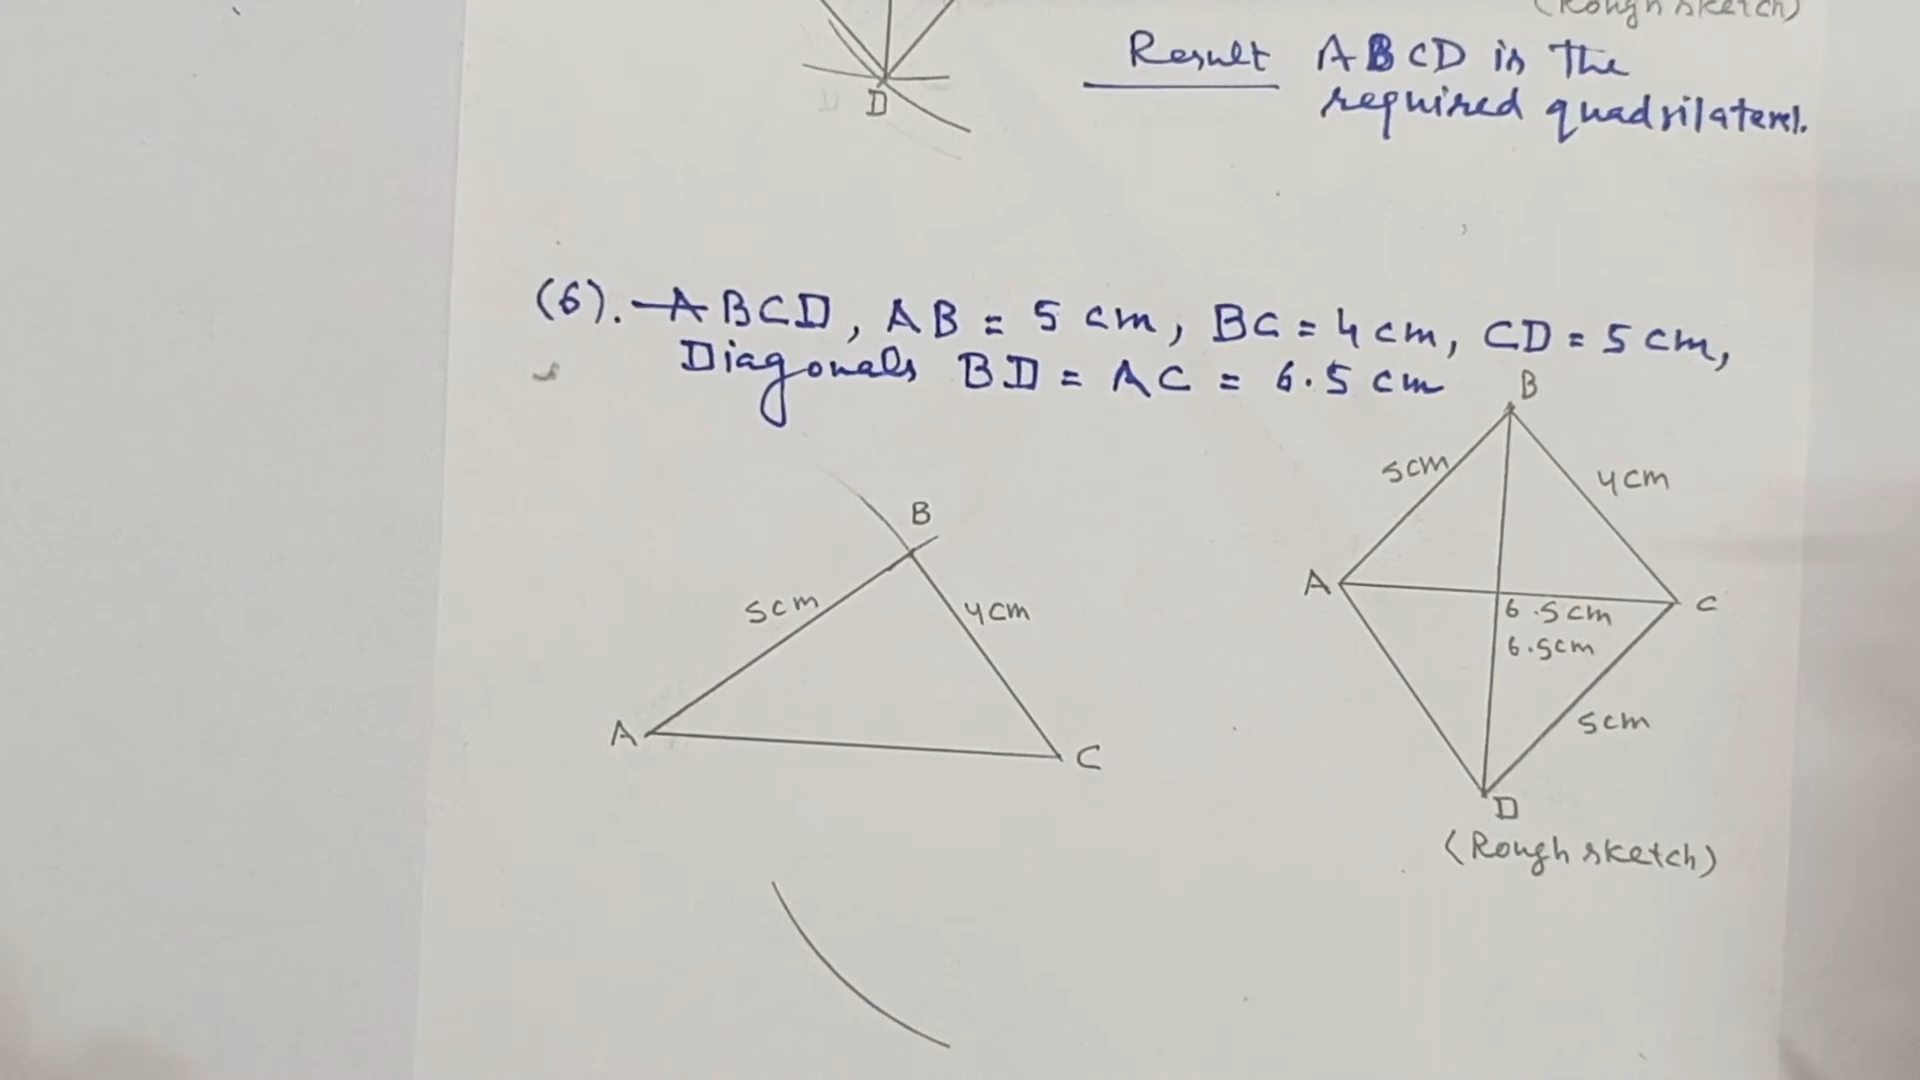 (Rough sketch)
Result ABCD is the
required quadrilateral.
D
(6). ABCD, AB = 5 cm, BC = 4 cm, CD = 5 cm,
Diagonals BD = AC = 6.5 cm
B
5cm
4cm
A
C
6.5cm
6.5cm
5cm
D
(Rough sketch)
B
5cm
4cm
A
C